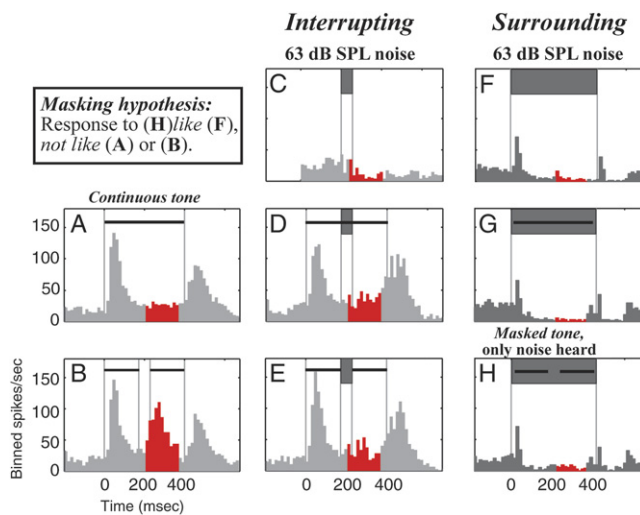 Interrupting
Surrounding
63 dB SPL noise
63 dB SPL noise
C
F
Masking hypothesis:
Response to (H)like (F),
not like (A) or (B).
Continuous tone
A
D
G
150
100
50
0
Masked tone,
only noise heard
B
E
H
150
100
50
0
Binned spikes/sec
0 200 400
0 200 400
0 400
Time (msec)